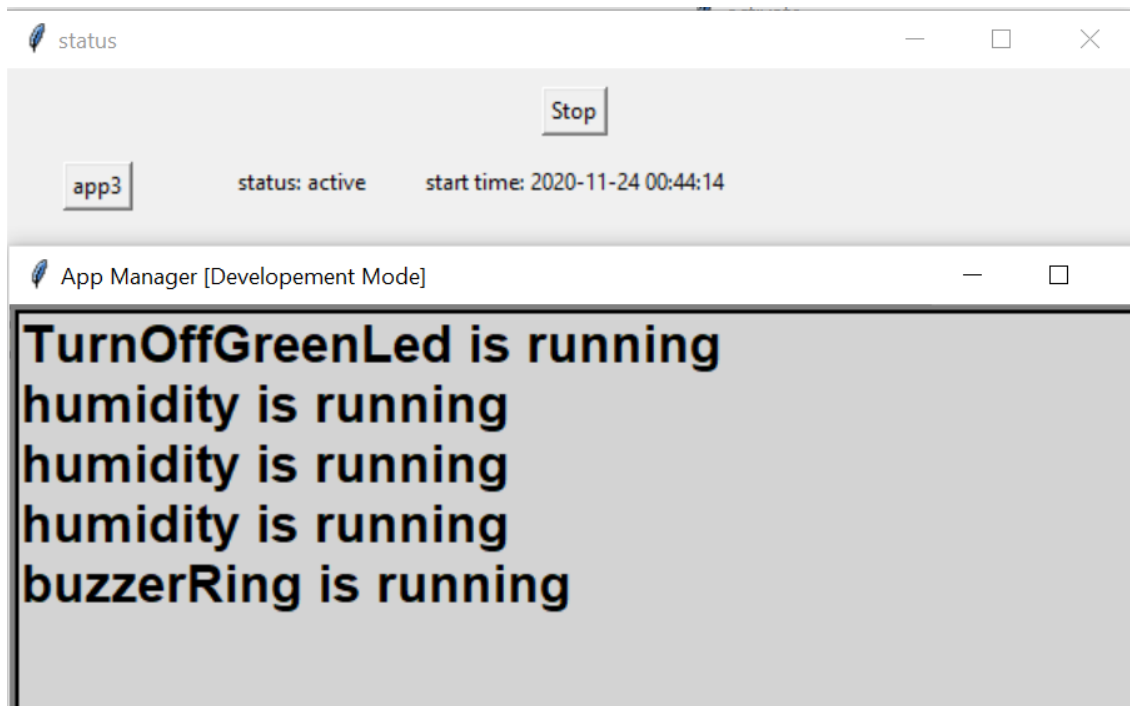 status
Stop
app3 status: active start time: 2020-11-24 00:44:14
App Manager [Developement Mode]
TurnOffGreenLed is running
humidity is running
humidity is running
humidity is running
buzzerRing is running